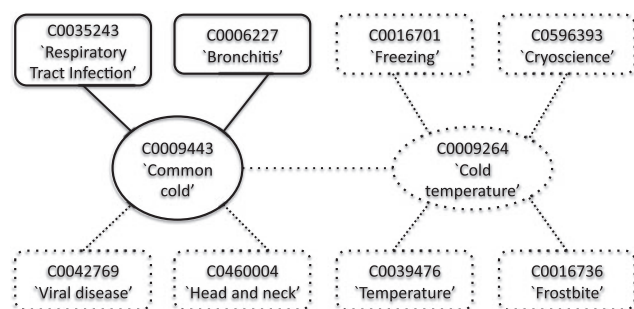 C0035243
`Respiratory
Tract Infection’
C0006227
`Bronchitis’
C0016701
`Freezing’
C0596393
`Cryoscience’
C0009443
`Common
cold’
C0009264
`Cold
temperature’
C0042769
`Viral disease’
C0460004
`Head and neck’
C0039476
`Temperature’
C0016736
`Frostbite’